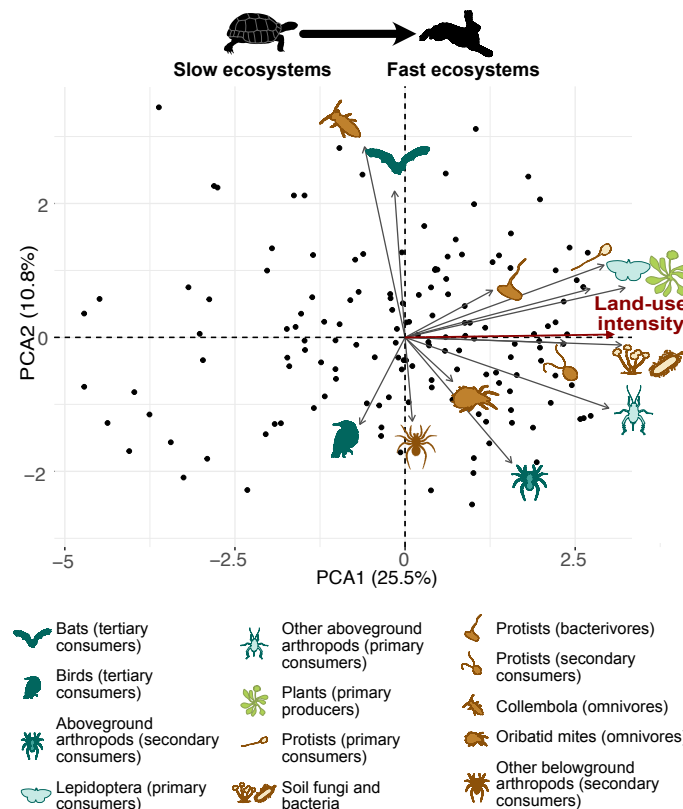 Slow ecosystems
Fast ecosystems
2
0
−2
PCA2 (10.8%)
Land-use
intensity
−5
−2.5
0
2.5
PCA1 (25.5%)
Bats (tertiary
consumers)
Birds (tertiary
consumers)
Aboveground
arthropods (secondary
consumers)
Lepidoptera (primary
consumers)
Other aboveground
arthropods (primary
consumers)
Plants (primary
producers)
Protists (primary
consumers)
Soil fungi and
bacteria
Protists (bacterivores)
Protists (secondary
consumers)
Collembola (omnivores)
Oribatid mites (omnivores)
Other belowground
arthropods (secondary
consumers)